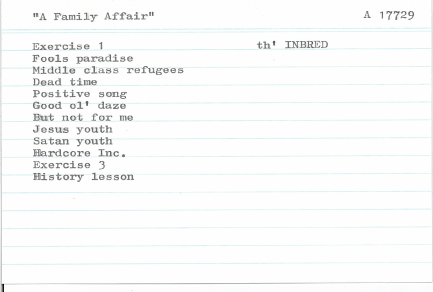 "A Family Affair" A 17729
Exercise 1 th' INBRED
Fools paradise
Middle class refugees
Dead time
Positive song
Good ol' daze
But not for me
Jesus youth
Satan youth
Hardcore Inc.
Exercise 3
History lesson